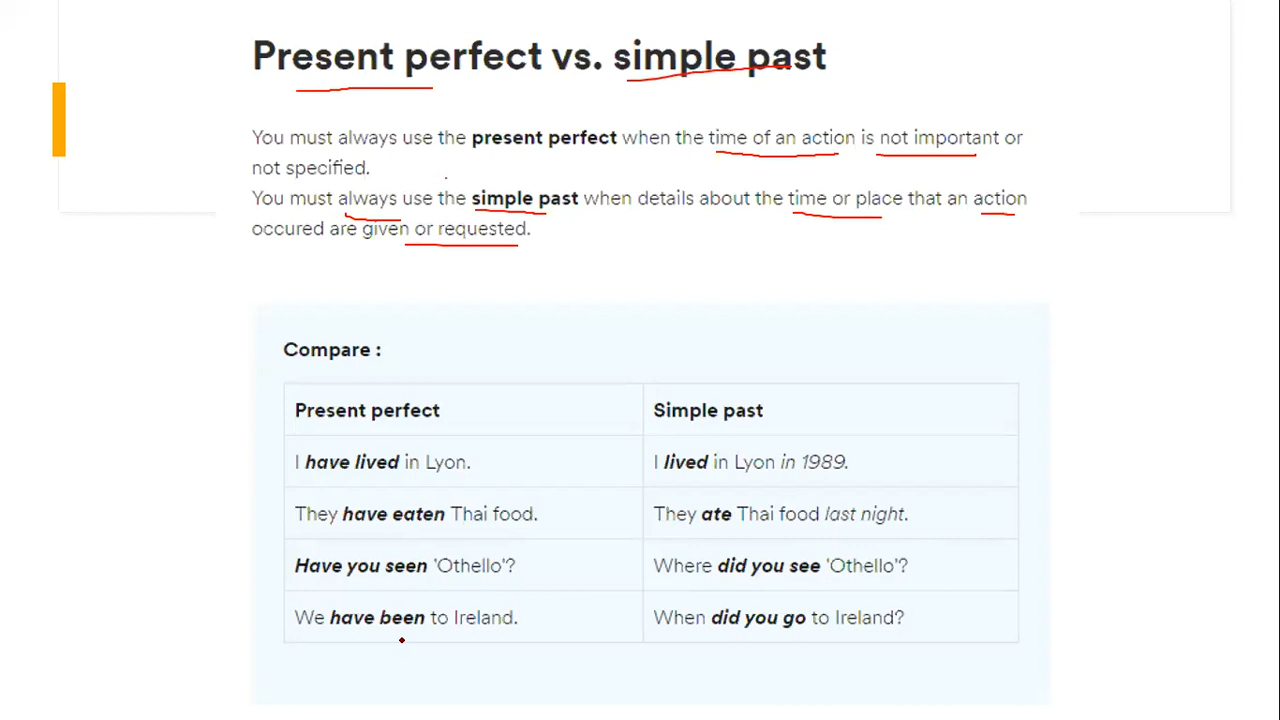 Present perfect vs. simple past
You must always use the present perfect when the time of an action is not important or
not specified.
You must always use the simple past when details about the time or place that an action
occured are given or requested.
Compare :
Present perfect Simple past
I have lived in Lyon. I lived in Lyon in 1989.
They have eaten Thai food. They ate Thai food last night.
Have you seen 'Othello'? Where did you see 'Othello'?
We have been to Ireland. When did you go to Ireland?